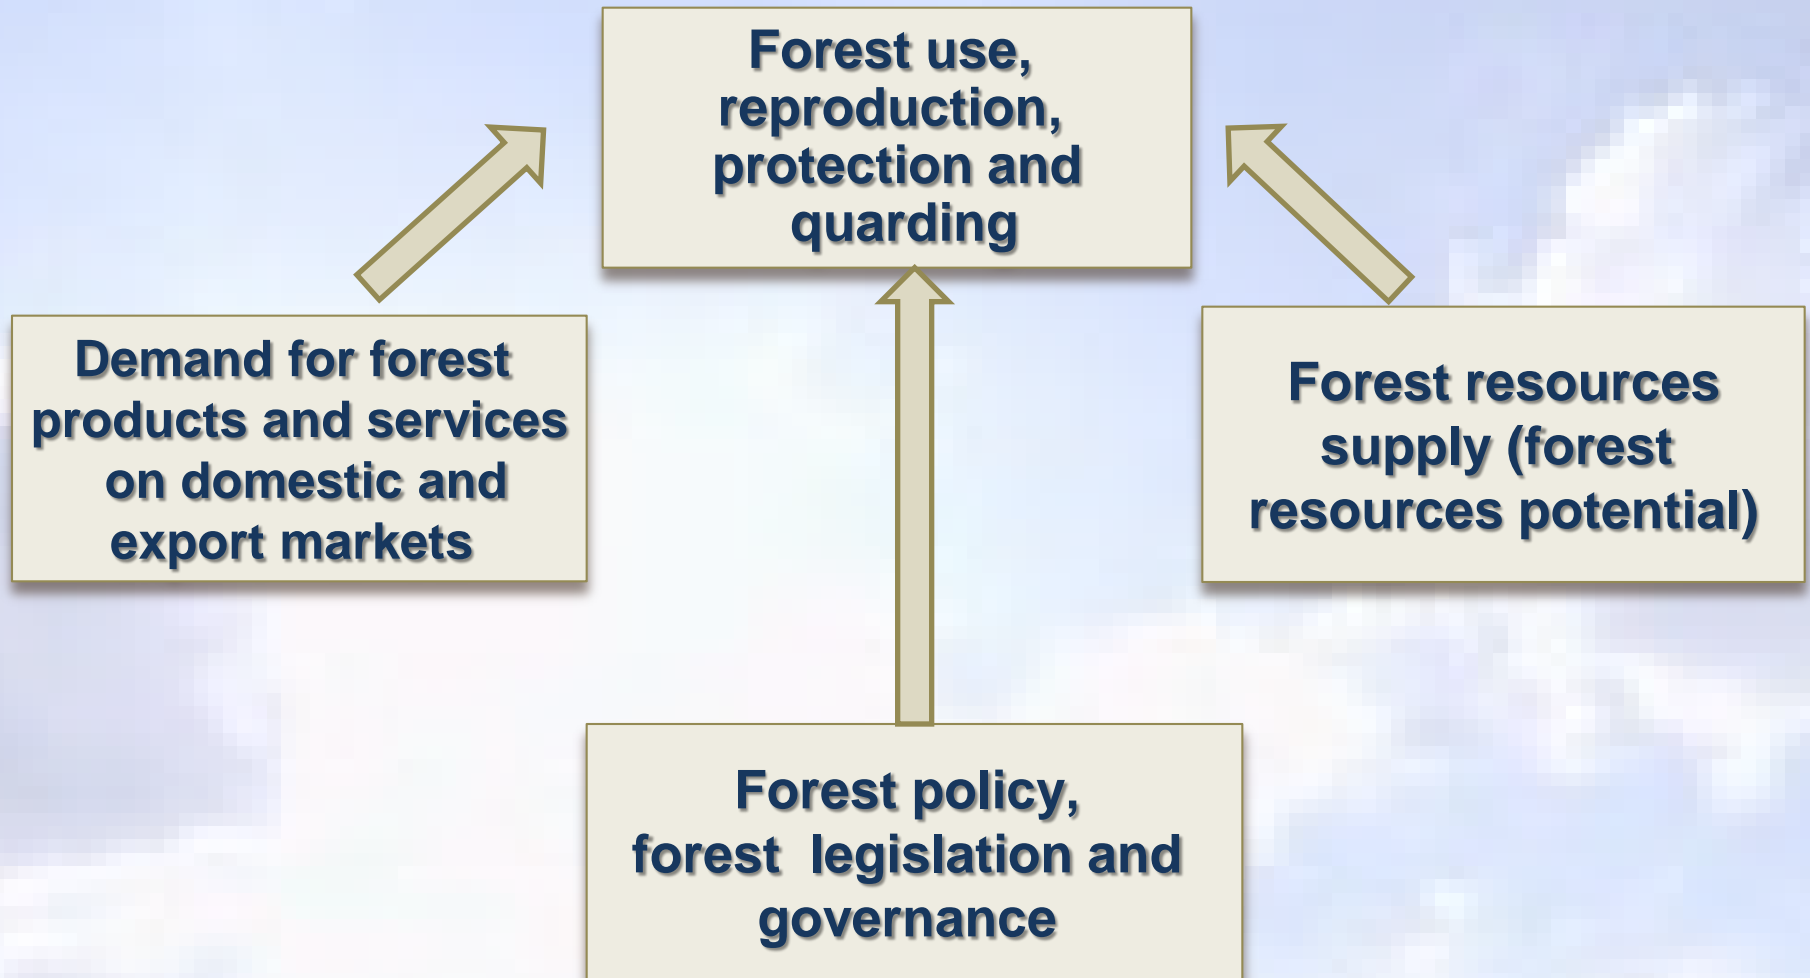 Forest use,
reproduction,
protection and
quarding
Demand for forest
products and services
on domestic and
export markets
Forest resources
supply (forest
resources potential)
Forest policy,
forest  legislation and
governance